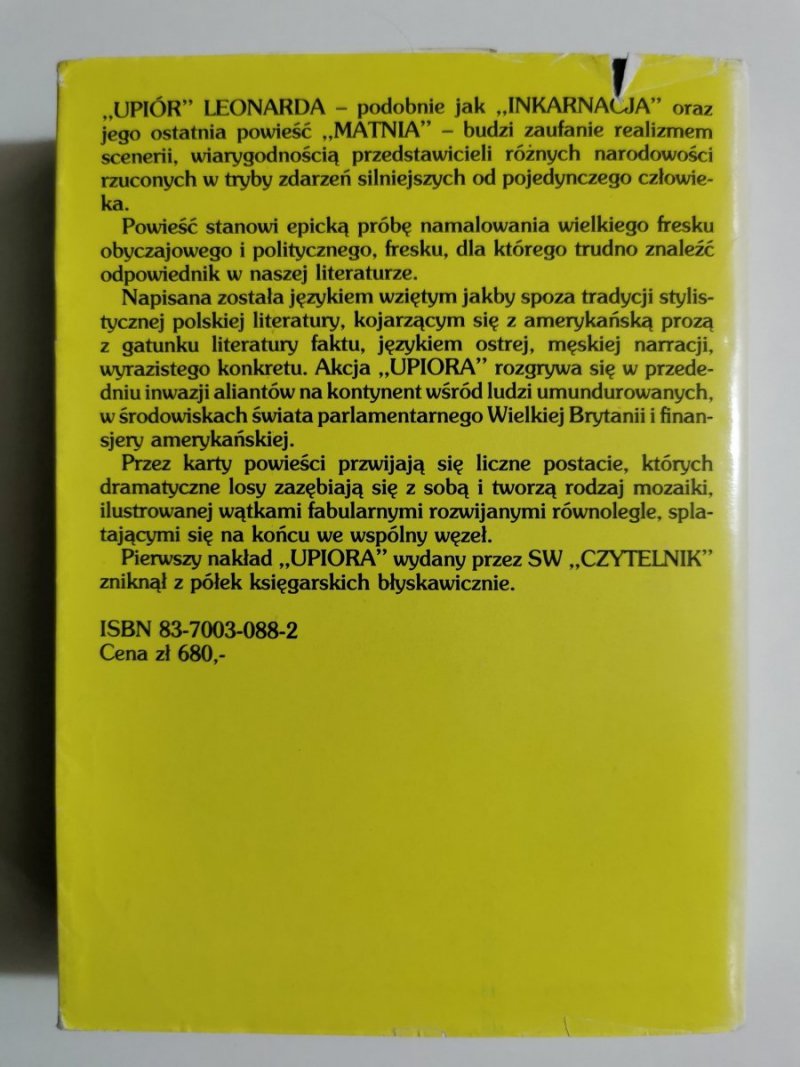 „UPIÓR” LEONARDA – podobnie jak „INKARNACJA” oraz
jego ostatnia powieść „MATNIA” – budzi zaufanie realizmem
scenerii, wiarygodnością przedstawicieli różnych narodowości
rzuconych w tryby zdarzeń silniejszych od pojedynczego człowie-
ka.
Powieść stanowi epicką próbę namalowania wielkiego fresku
obyczajowego i politycznego, fresku, dla którego trudno znaleźć
odpowiednik w naszej literaturze.
Napisana została językiem wziętym jakby spoza tradycji stylis-
tycznej polskiej literatury, kojarzącym się z amerykańską prozą
z gatunku literatury faktu, językiem ostrej, męskiej narracji,
wyrazistego konkretu. Akcja „UPIORA” rozgrywa się w przede-
dniu inwazji aliantów na kontynent wśród ludzi umundurowanych,
w środowiskach świata parlamentarnego Wielkiej Brytanii i finan-
sjery amerykańskiej.
Przez karty powieści przwijają się liczne postacie, których
dramatyczne losy zazębiają się z sobą i tworzą rodzaj mozaiki,
ilustrowanej wątkami fabularnymi rozwijanymi równolegle, spla-
tającymi się na końcu we wspólny węzeł.
Pierwszy nakład „UPIORA” wydany przez SW „CZYTELNIK”
zniknął z półek księgarskich błyskawicznie.
ISBN 83-7003-088-2
Cena zł 680,-